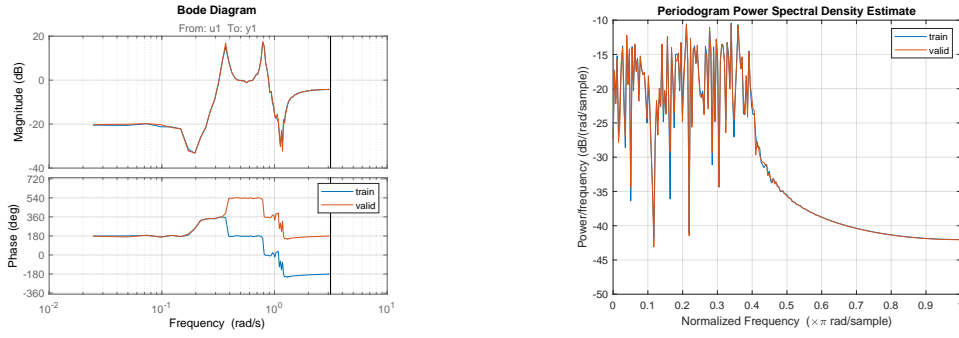 Bode Diagram
From: u1 To: y1
Magnitude (dB)
20
0
-20
-40
Phase (deg)
720
540
360
180
0
-180
-360
train
valid
10^-2
10^-1
10^0
10^1
Frequency (rad/s)
Periodogram Power Spectral Density Estimate
Power/frequency (dB/(rad/sample))
-10
-15
-20
-25
-30
-35
-40
-45
-50
train
valid
0 0.1 0.2 0.3 0.4 0.5 0.6 0.7 0.8 0.9 1
Normalized Frequency (×π rad/sample)